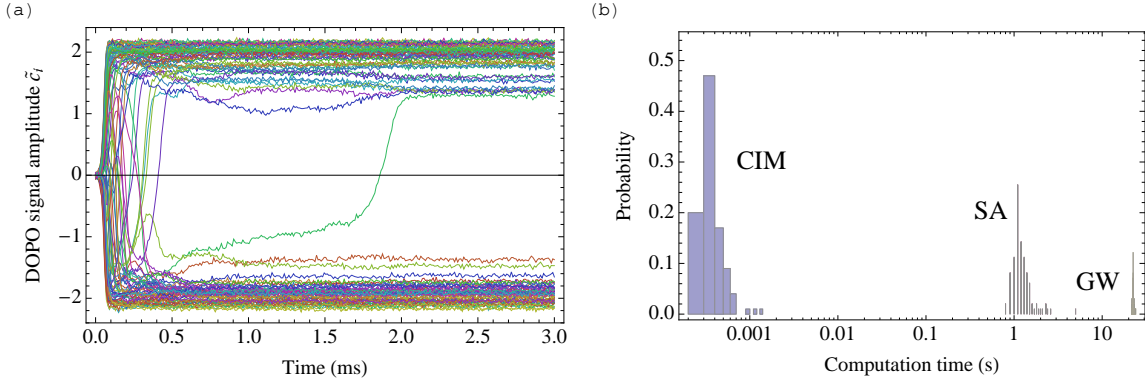 (a)
DOPO signal amplitude c̃i
2
1
0
−1
−2
0.0 0.5 1.0 1.5 2.0 2.5 3.0
Time (ms)
(b)
Probability
0.5
0.4
0.3
0.2
0.1
0.0
CIM
SA
GW
0.001 0.01 0.1 1 10
Computation time (s)